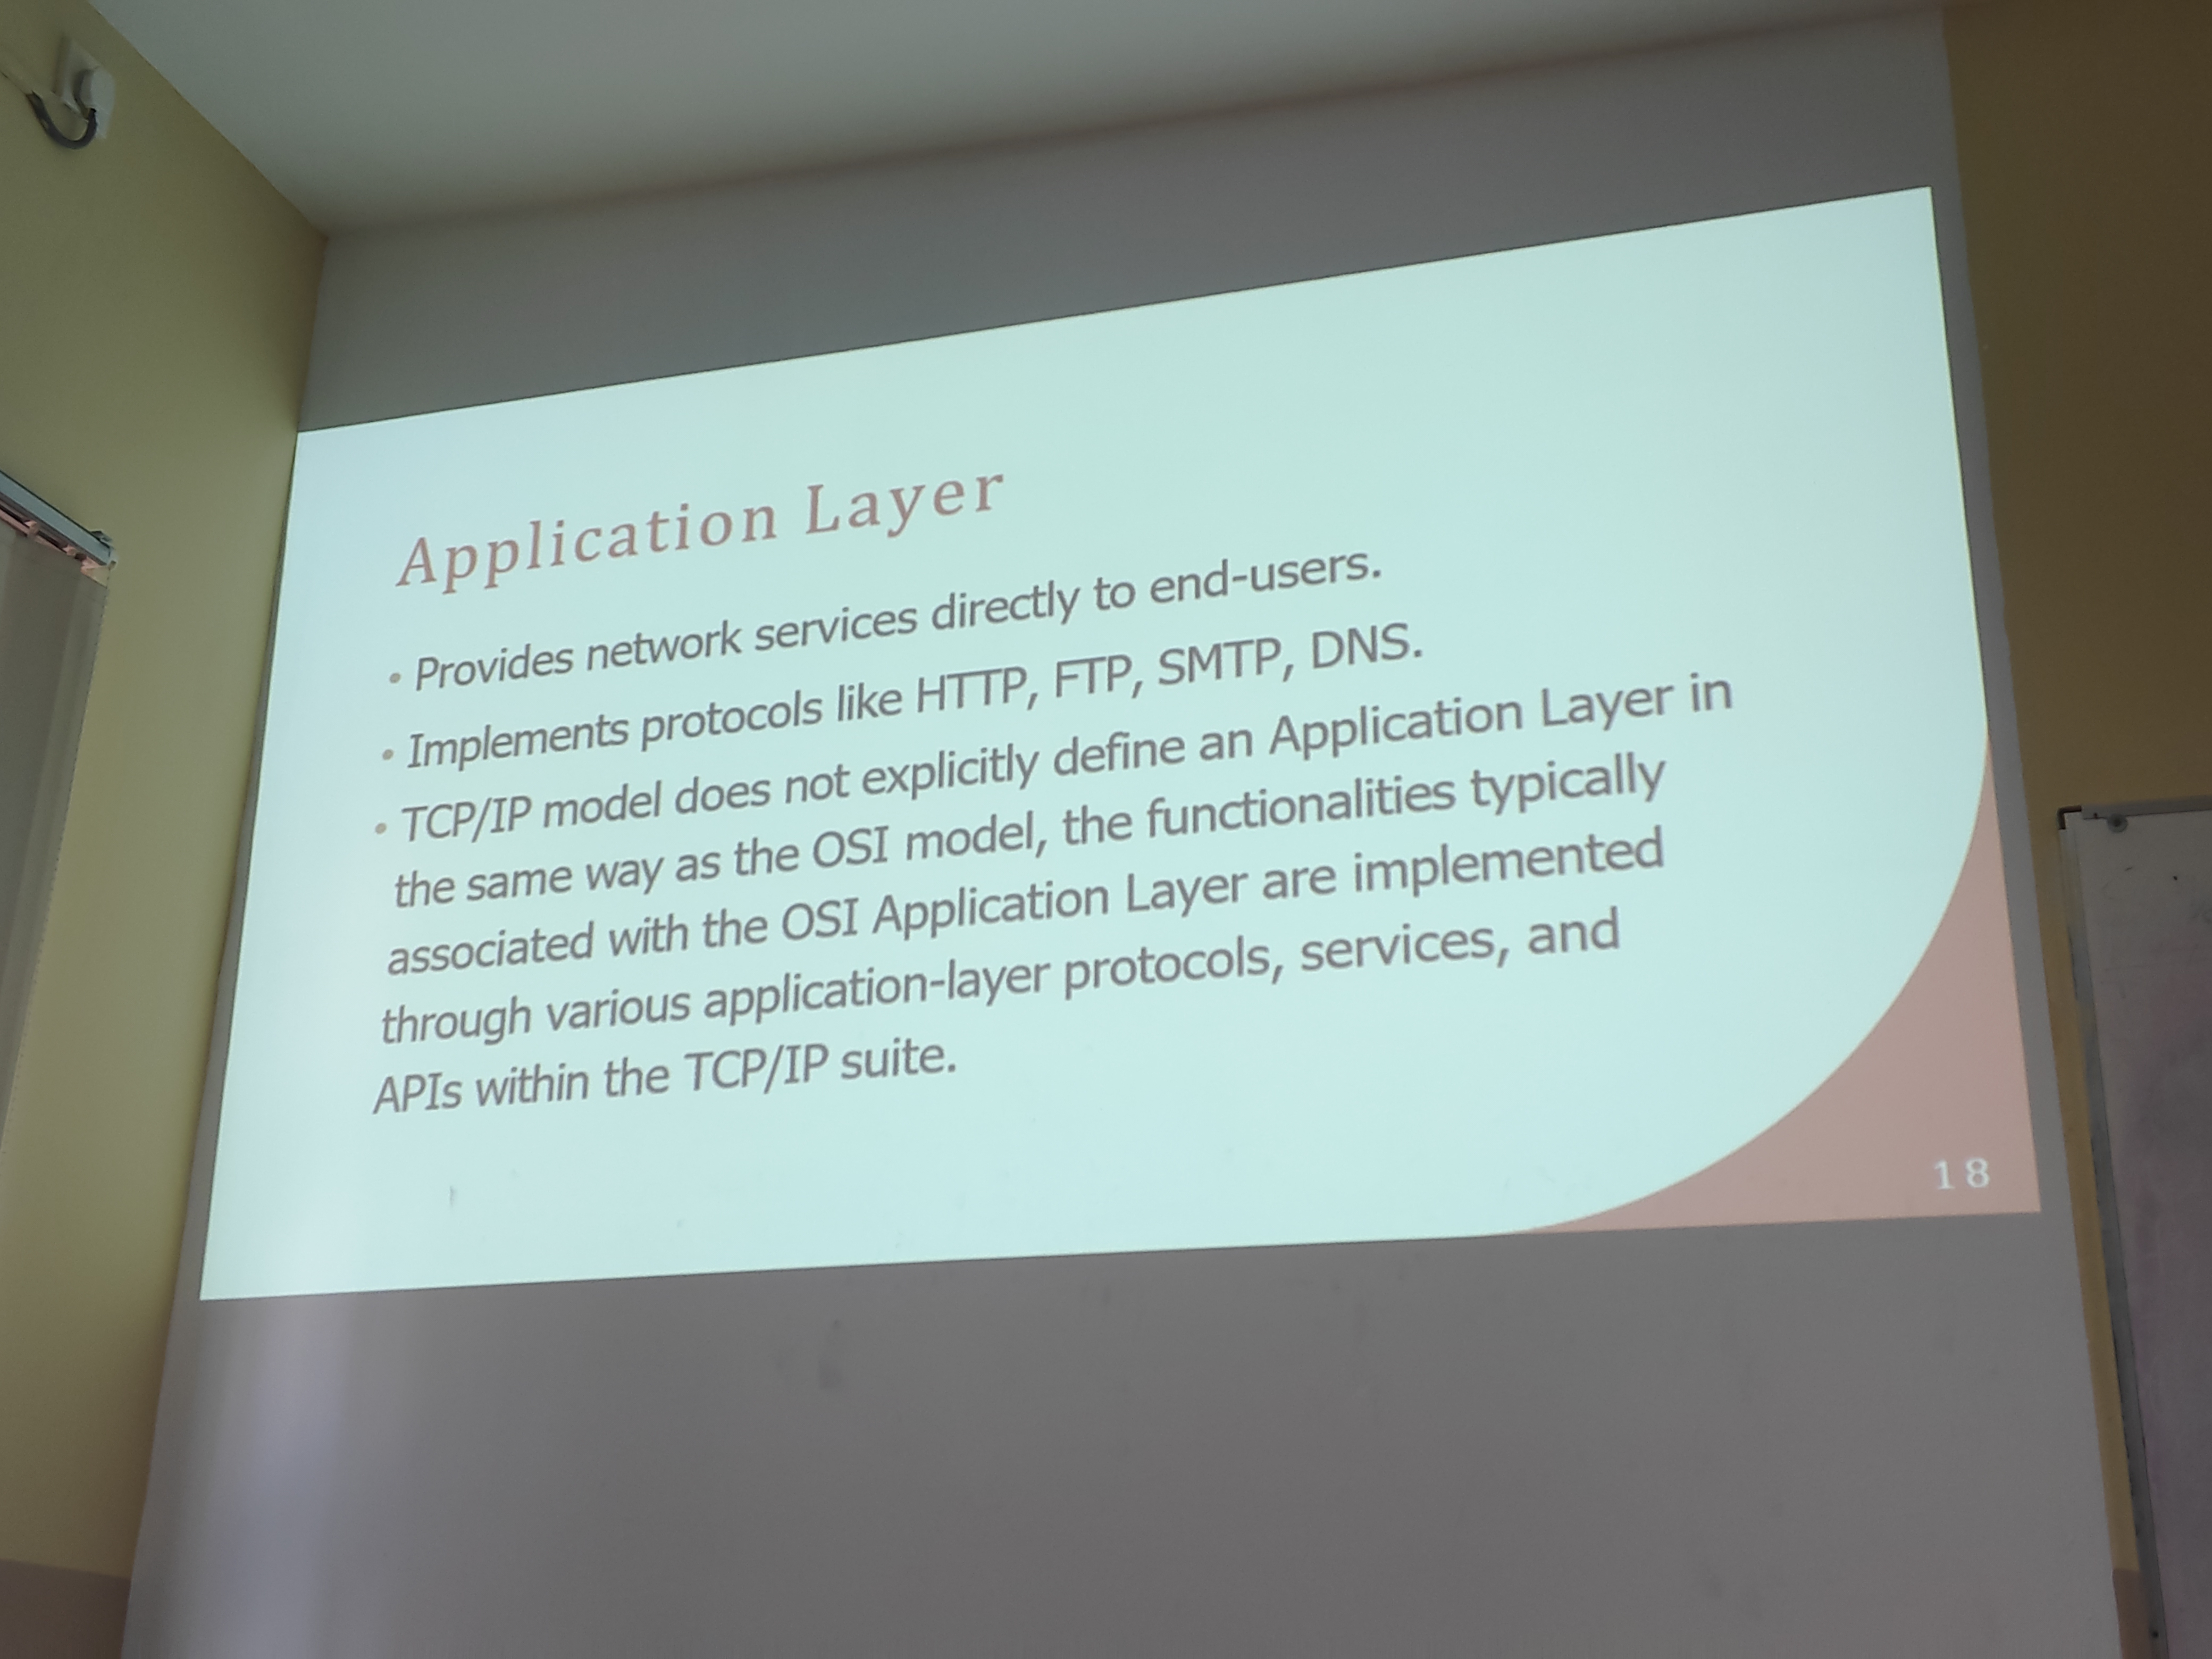 Application Layer
• Provides network services directly to end-users.
• Implements protocols like HTTP, FTP, SMTP, DNS.
• TCP/IP model does not explicitly define an Application Layer in
the same way as the OSI model, the functionalities typically
associated with the OSI Application Layer are implemented
through various application-layer protocols, services, and
APIs within the TCP/IP suite.
18